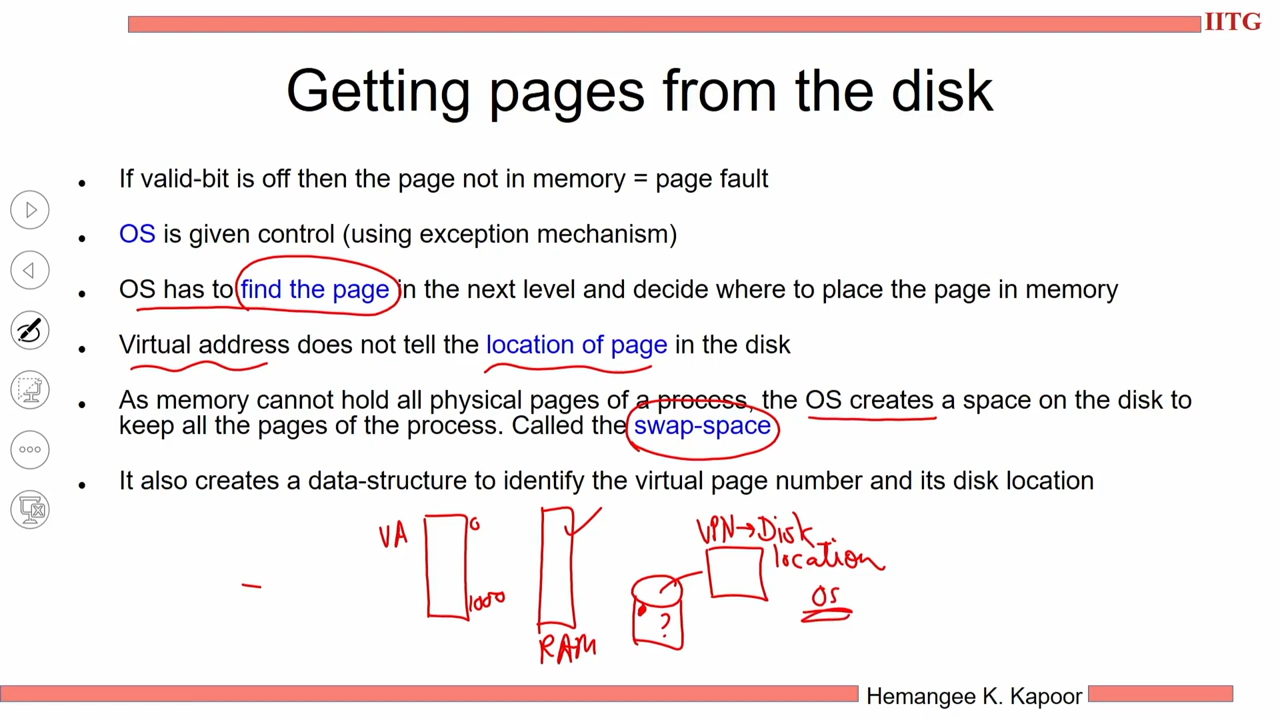 IITG
Getting pages from the disk
• If valid-bit is off then the page not in memory = page fault
• OS is given control (using exception mechanism)
• OS has to find the page in the next level and decide where to place the page in memory
• Virtual address does not tell the location of page in the disk
• As memory cannot hold all physical pages of a process, the OS creates a space on the disk to
keep all the pages of the process. Called the swap-space
• It also creates a data-structure to identify the virtual page number and its disk location
VA
0
1000
RAM
?
VPN→Disk
location
OS
Hemangee K. Kapoor